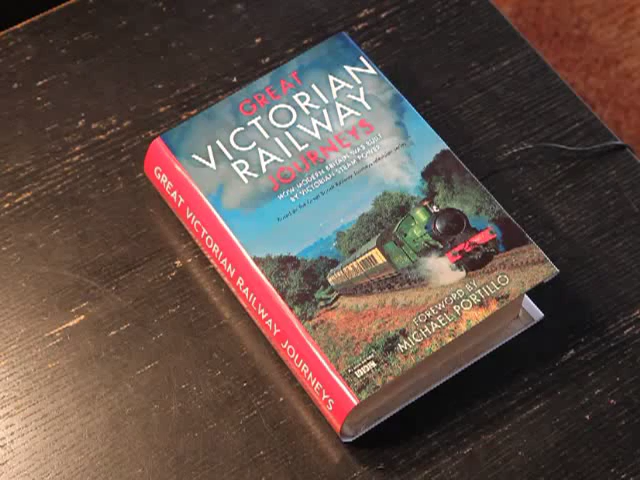 GREAT
VICTORIAN
RAILWAY
JOURNEYS
HOW MODERN BRITAIN WAS BUILT
BY VICTORIAN STEAM POWER
FOREWORD BY
MICHAEL PORTILLO
BBC
GREAT VICTORIAN RAILWAY JOURNEYS